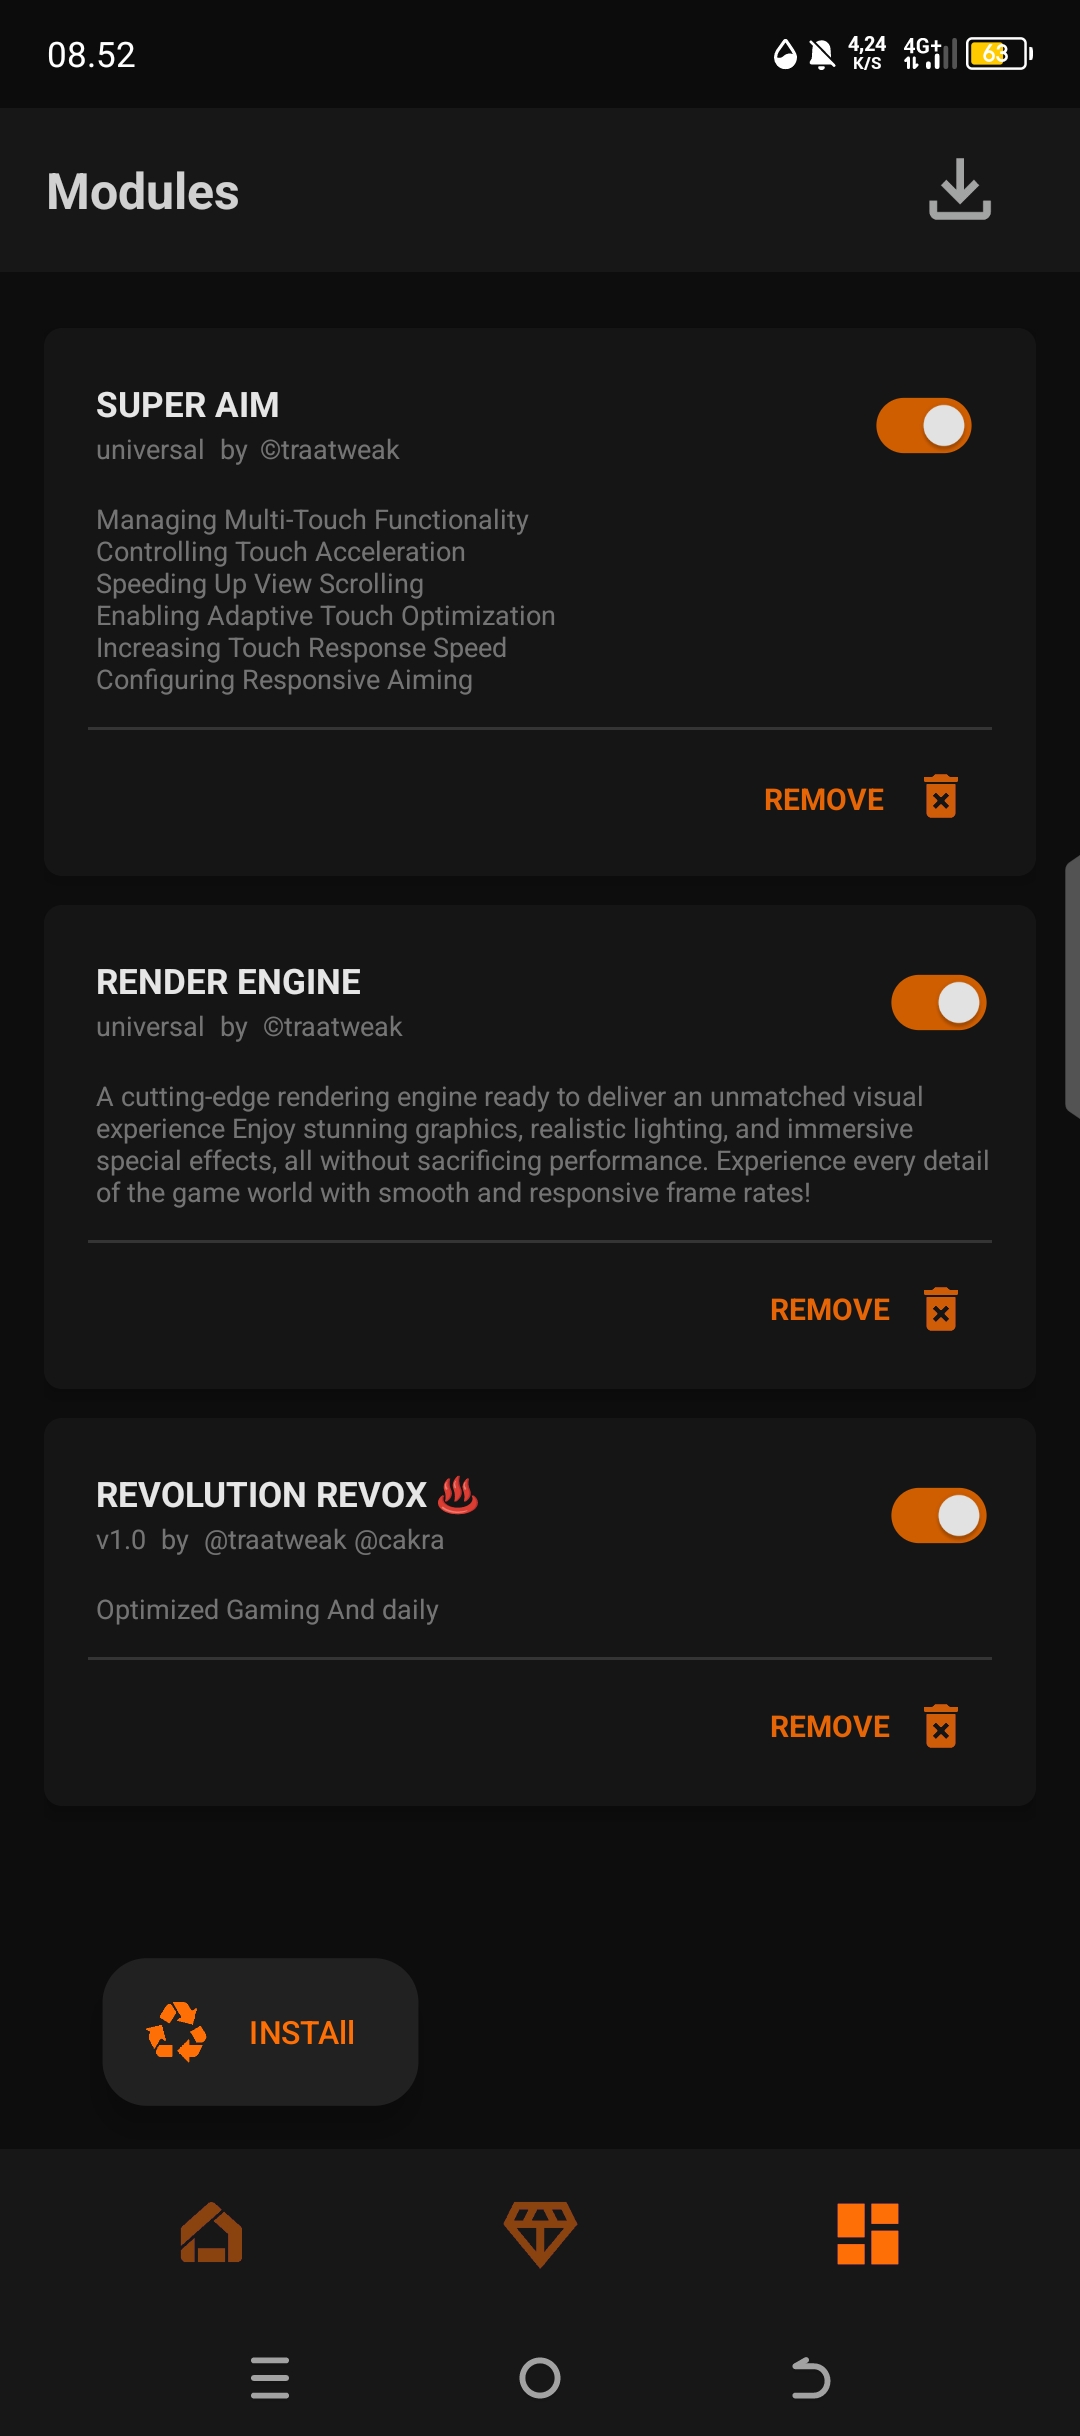 08.52
4,24
K/S
4G+
63
Modules
SUPER AIM
universal by ©traatweak
Managing Multi-Touch Functionality
Controlling Touch Acceleration
Speeding Up View Scrolling
Enabling Adaptive Touch Optimization
Increasing Touch Response Speed
Configuring Responsive Aiming
REMOVE
RENDER ENGINE
universal by ©traatweak
A cutting-edge rendering engine ready to deliver an unmatched visual
experience Enjoy stunning graphics, realistic lighting, and immersive
special effects, all without sacrificing performance. Experience every detail
of the game world with smooth and responsive frame rates!
REMOVE
REVOLUTION REVOX ♨️
v1.0 by @traatweak @cakra
Optimized Gaming And daily
REMOVE
INSTAll